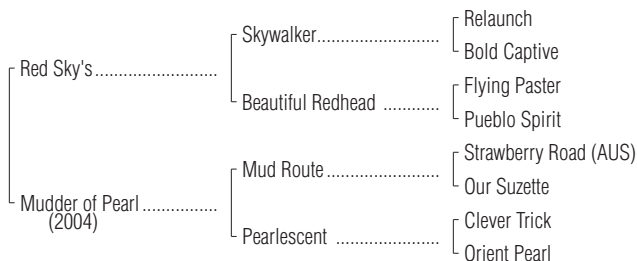 Relaunch
Skywalker....................
Bold Captive
Red Sky's....................
Flying Paster
Beautiful Redhead ............
Pueblo Spirit
Strawberry Road (AUS)
Mud Route....................
Our Suzette
Mudder of Pearl................
(2004)
Clever Trick
Pearlescent ....................
Orient Pearl